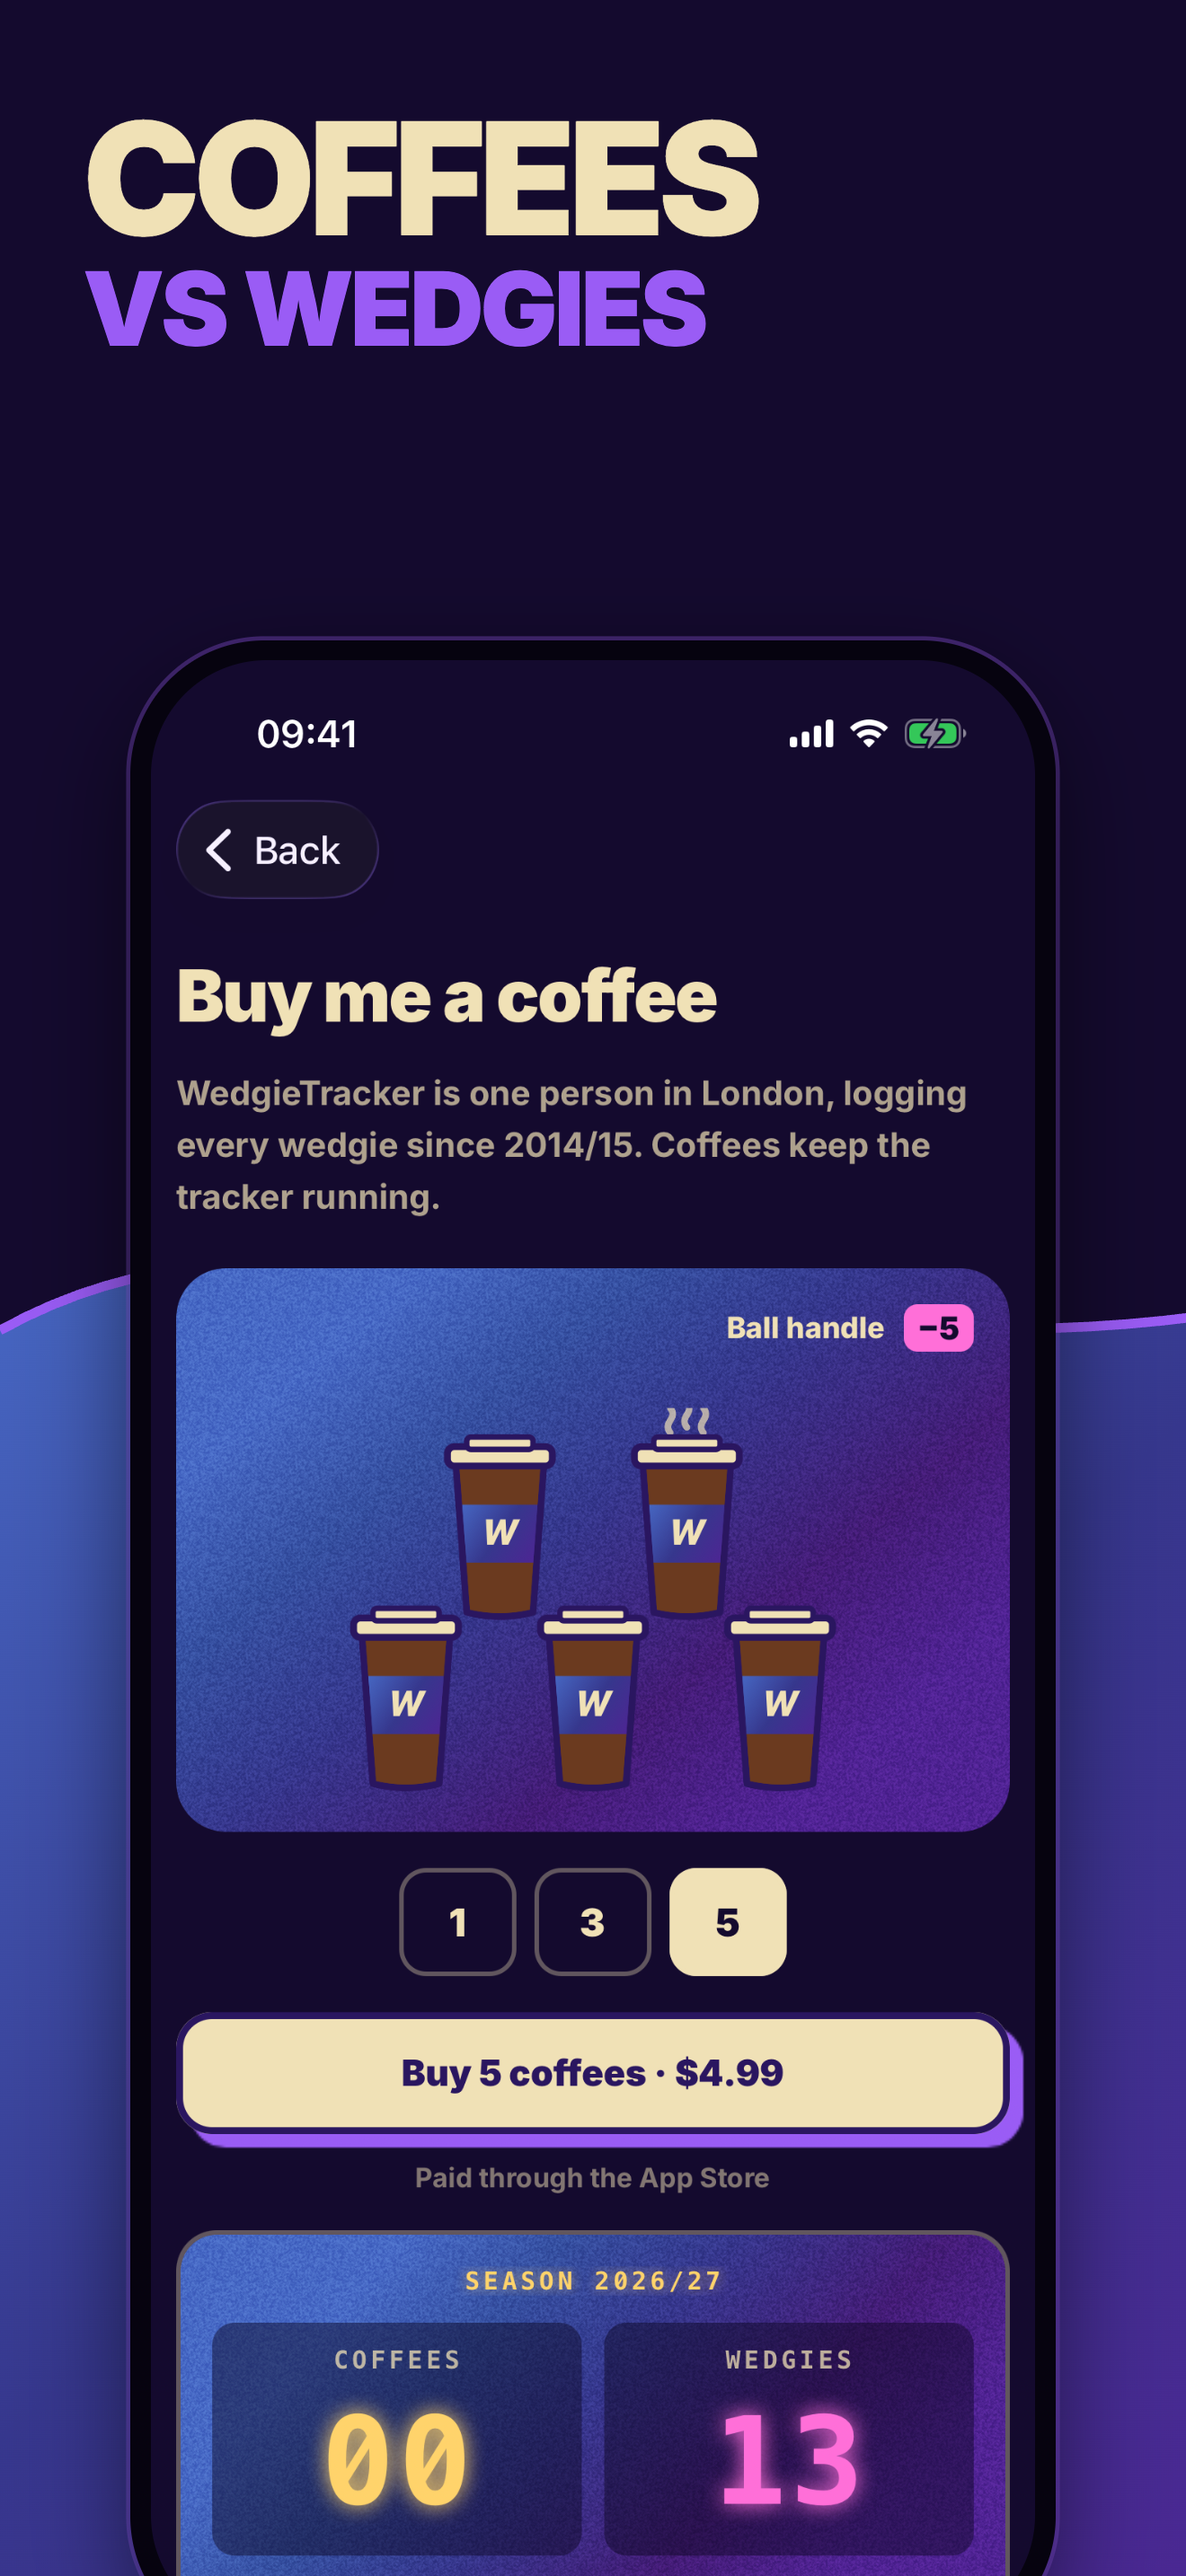 COFFEES
VS WEDGIES
09:41
Back
Buy me a coffee
WedgieTracker is one person in London, logging
every wedgie since 2014/15. Coffees keep the
tracker running.
Ball handle −5
W W
W W W
1 3 5
Buy 5 coffees · $4.99
Paid through the App Store
SEASON 2026/27
COFFEES WEDGIES
00 13